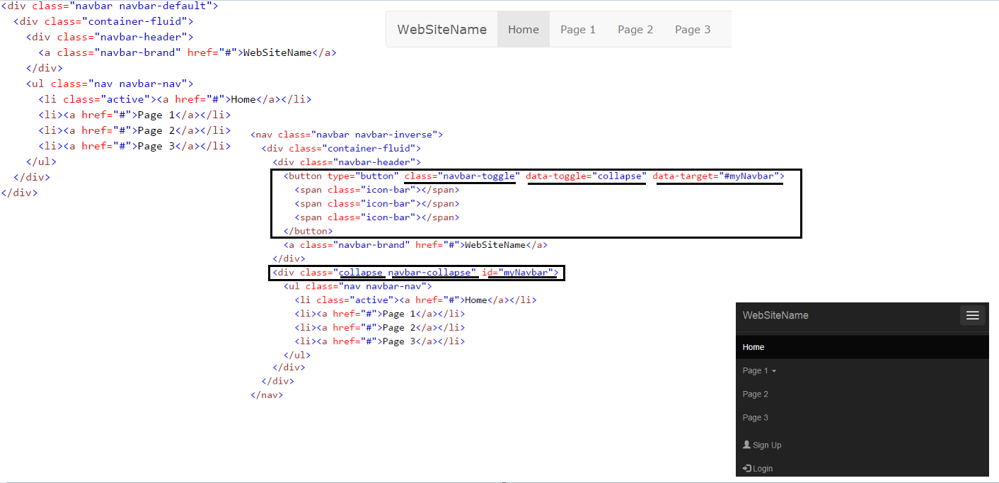 <div class="navbar navbar-default">
  <div class="container-fluid">
    <div class="navbar-header">
      <a class="navbar-brand" href="#">WebSiteName</a>
    </div>
    <ul class="nav navbar-nav">
      <li class="active"><a href="#">Home</a></li>
      <li><a href="#">Page 1</a></li>
      <li><a href="#">Page 2</a></li>
      <li><a href="#">Page 3</a></li>
    </ul>
  </div>
</div>
WebSiteName Home Page 1 Page 2 Page 3
<nav class="navbar navbar-inverse">
  <div class="container-fluid">
    <div class="navbar-header">
      <button type="button" class="navbar-toggle" data-toggle="collapse" data-target="#myNavbar">
        <span class="icon-bar"></span>
        <span class="icon-bar"></span>
        <span class="icon-bar"></span>
      </button>
      <a class="navbar-brand" href="#">WebSiteName</a>
    </div>
    <div class="collapse navbar-collapse" id="myNavbar">
      <ul class="nav navbar-nav">
        <li class="active"><a href="#">Home</a></li>
        <li><a href="#">Page 1</a></li>
        <li><a href="#">Page 2</a></li>
        <li><a href="#">Page 3</a></li>
      </ul>
    </div>
  </div>
</nav>
WebSiteName
Home
Page 1
Page 2
Page 3
Sign Up
Login